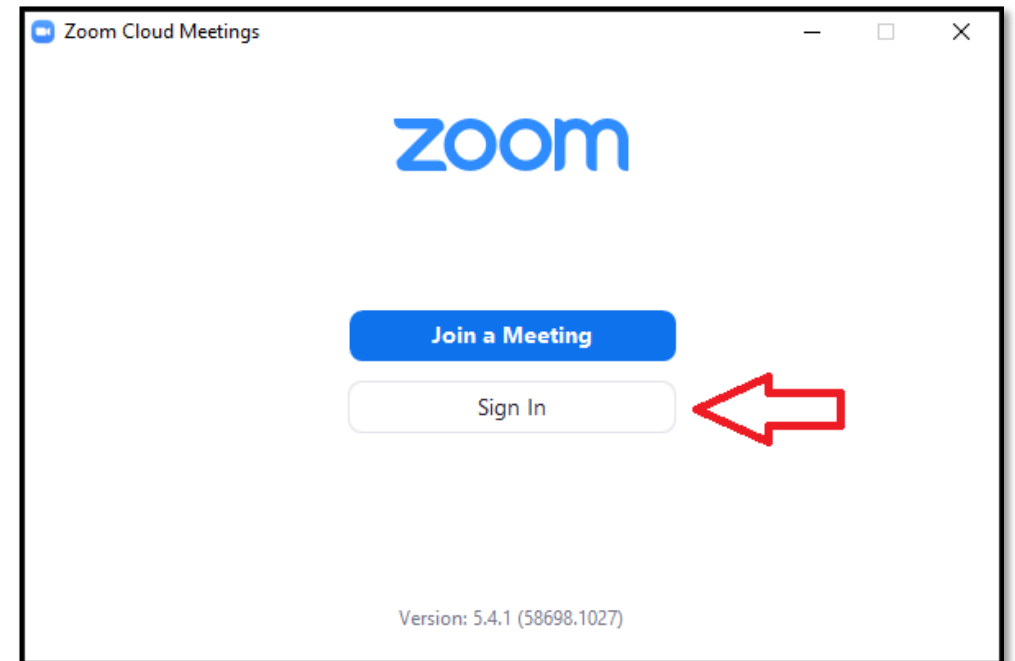 Zoom Cloud Meetings
zoom
Join a Meeting
Sign In
Version: 5.4.1 (58698.1027)